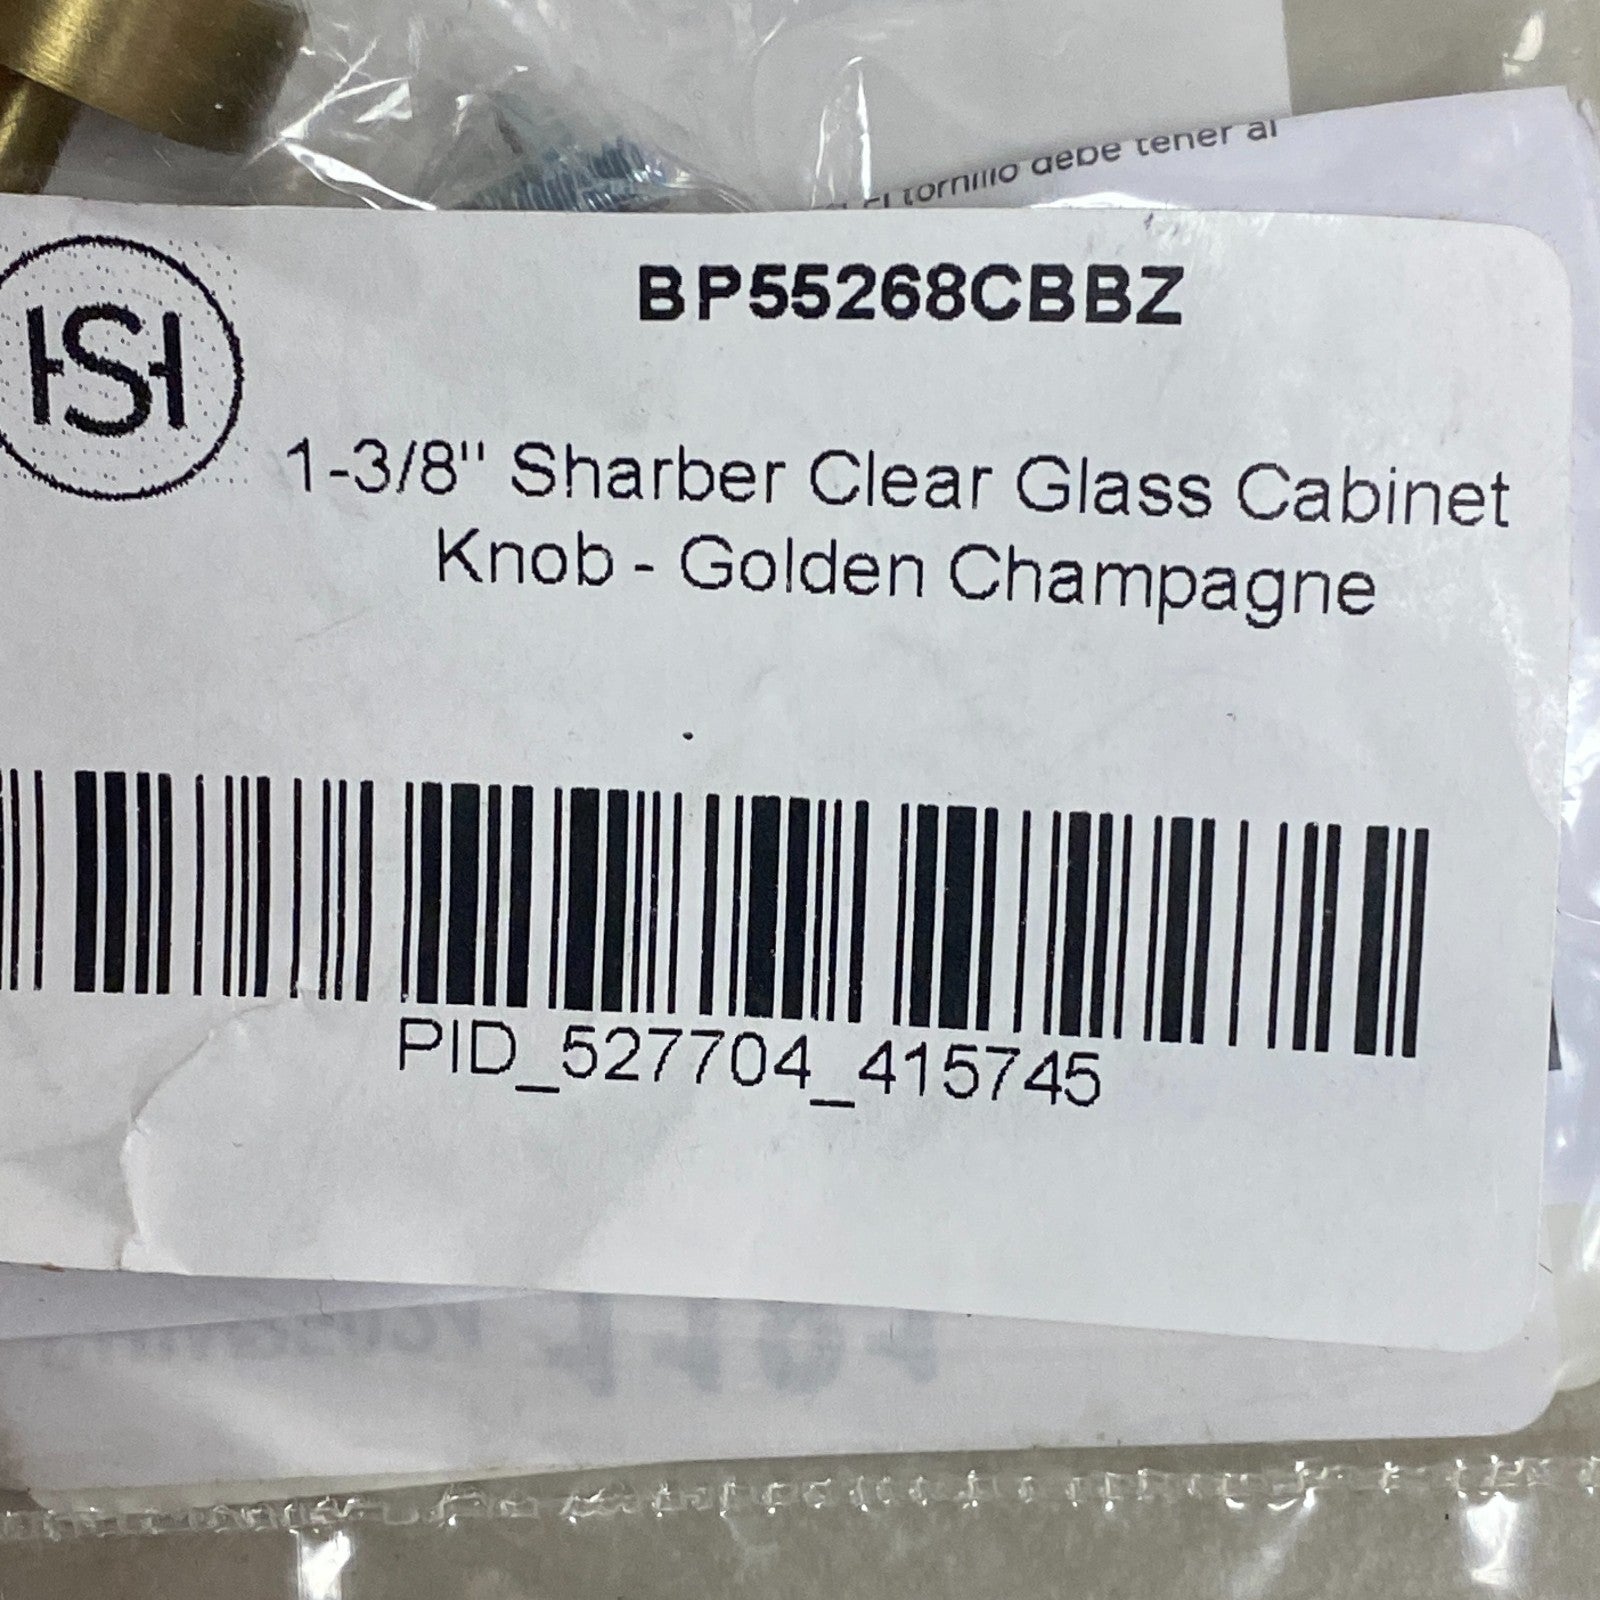 El tornillo debe tener al
HSH
BP55268CBBZ
1-3/8" Sharber Clear Glass Cabinet
Knob - Golden Champagne
PID_527704_415745